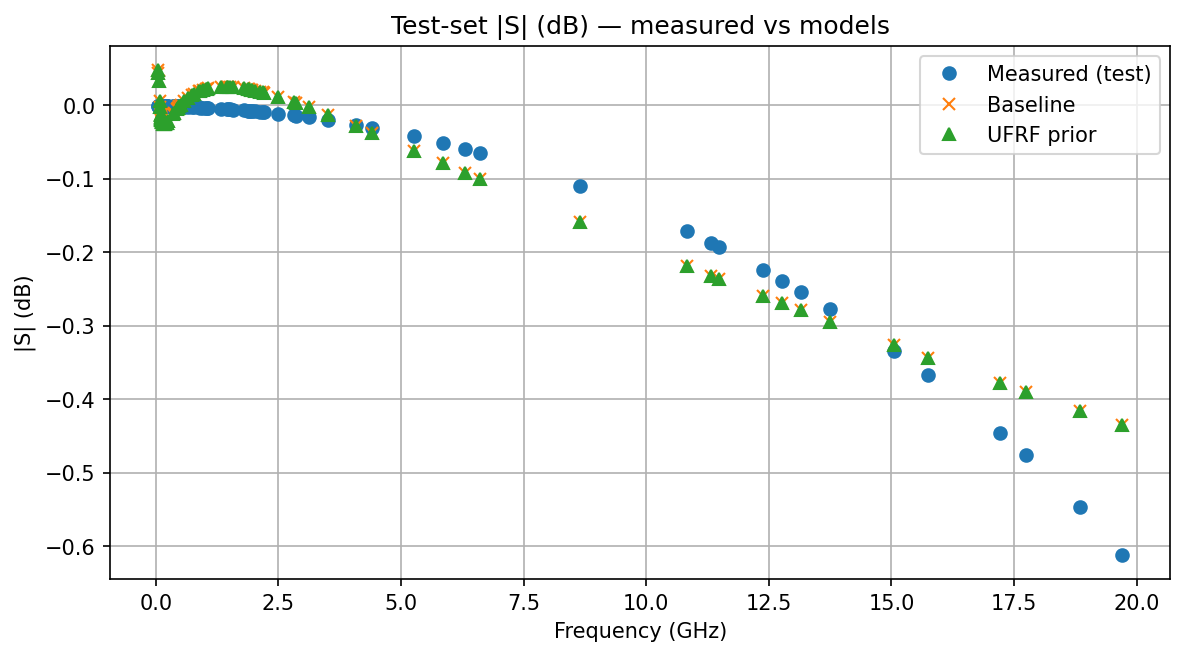 Test-set |S| (dB) — measured vs models
Measured (test)
Baseline
UFRF prior
|S| (dB)
0.0
−0.1
−0.2
−0.3
−0.4
−0.5
−0.6
0.0 2.5 5.0 7.5 10.0 12.5 15.0 17.5 20.0
Frequency (GHz)